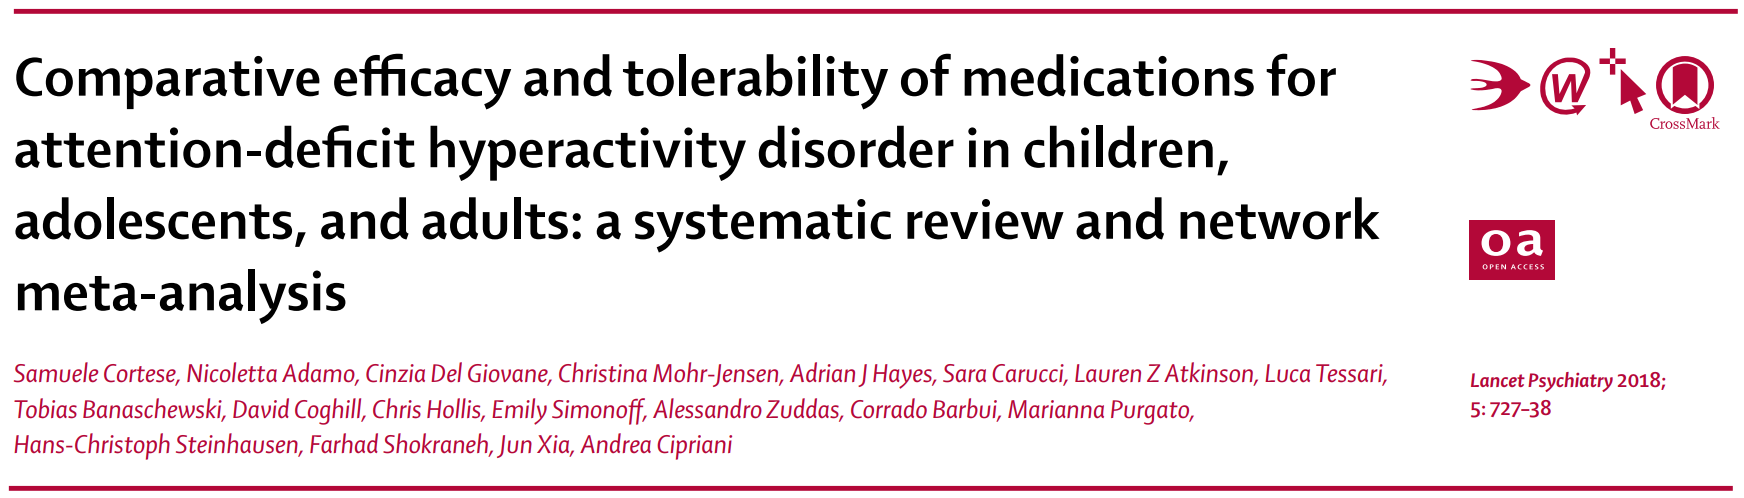 Comparative efficacy and tolerability of medications for
attention-deficit hyperactivity disorder in children,
adolescents, and adults: a systematic review and network
meta-analysis
Samuele Cortese, Nicoletta Adamo, Cinzia Del Giovane, Christina Mohr-Jensen, Adrian J Hayes, Sara Carucci, Lauren Z Atkinson, Luca Tessari,
Tobias Banaschewski, David Coghill, Chris Hollis, Emily Simonoff, Alessandro Zuddas, Corrado Barbui, Marianna Purgato,
Hans-Christoph Steinhausen, Farhad Shokraneh, Jun Xia, Andrea Cipriani
W
CrossMark
oa
OPEN ACCESS
Lancet Psychiatry 2018;
5: 727–38